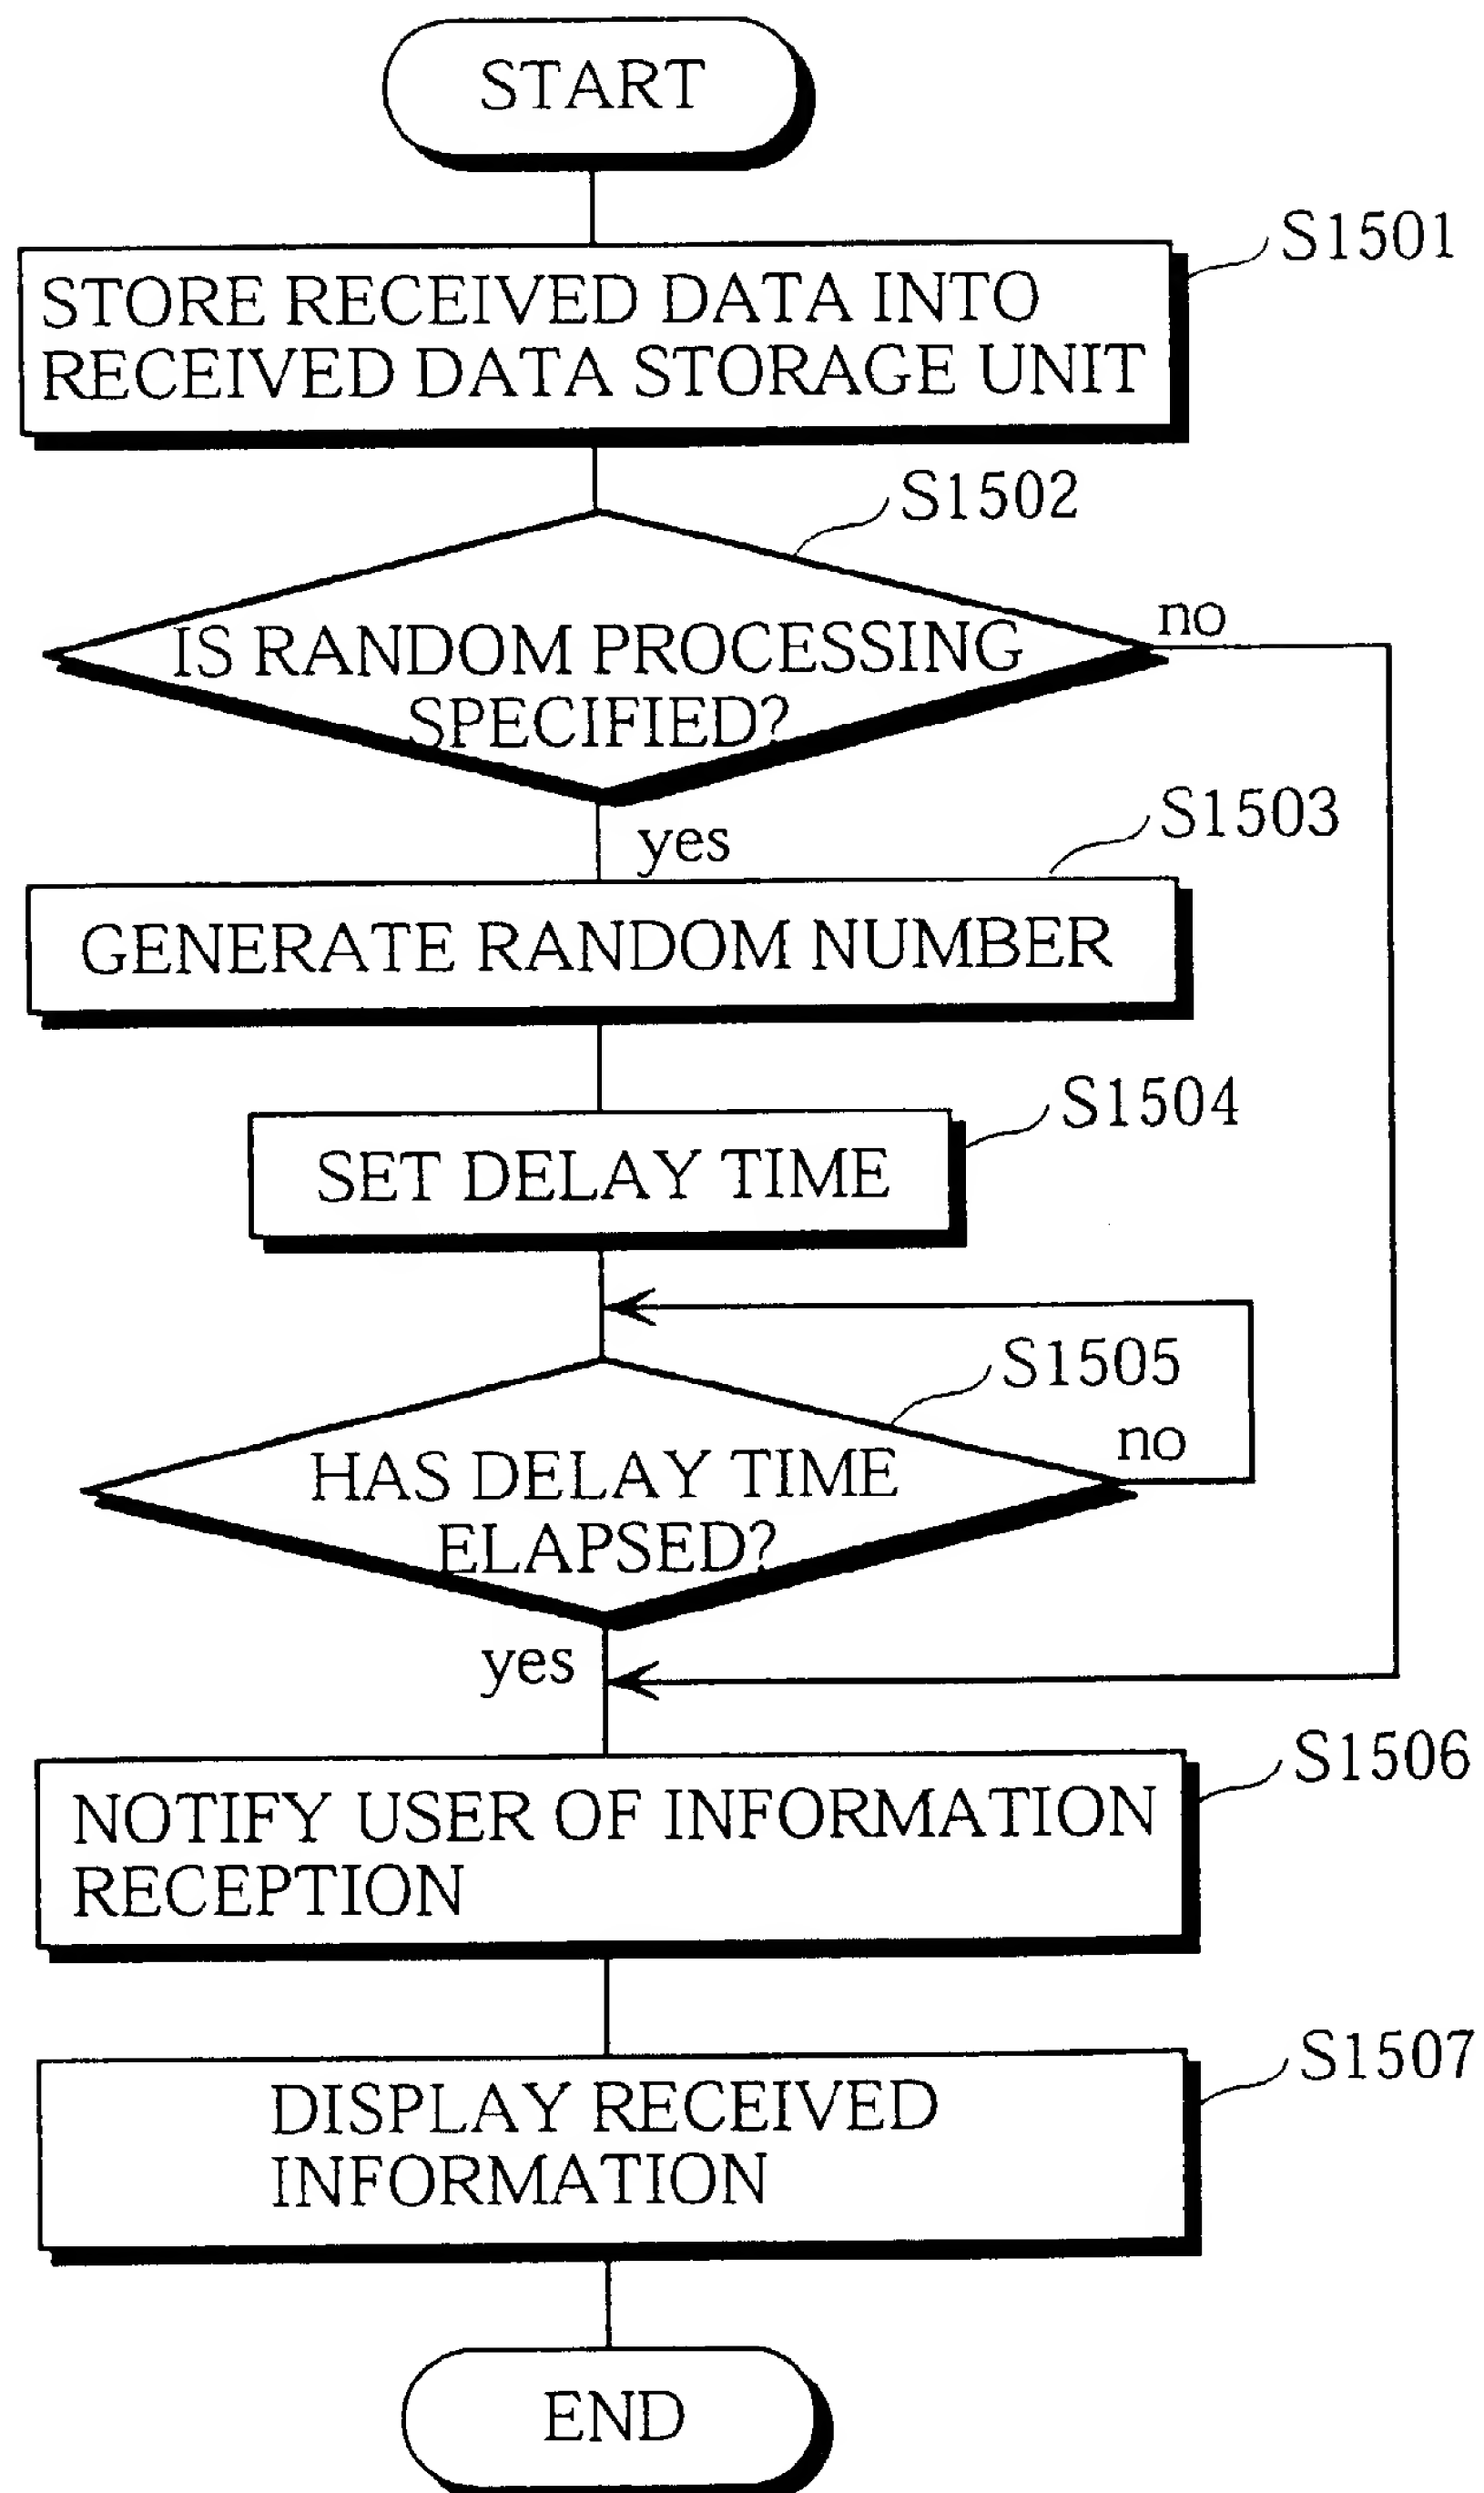 START
S1501
STORE RECEIVED DATA INTO
RECEIVED DATA STORAGE UNIT
S1502
IS RANDOM PROCESSING
SPECIFIED?
no
yes
S1503
GENERATE RANDOM NUMBER
S1504
SET DELAY TIME
S1505
HAS DELAY TIME
ELAPSED?
no
yes
S1506
NOTIFY USER OF INFORMATION
RECEPTION
S1507
DISPLAY RECEIVED
INFORMATION
END